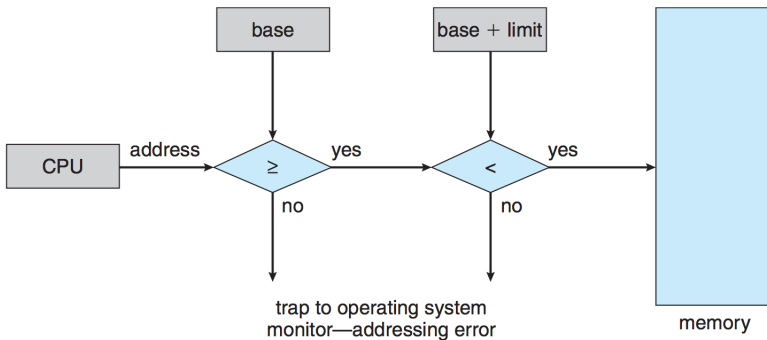 base
base + limit
CPU
address
≥
yes
<
yes
no
no
trap to operating system
monitor—addressing error
memory